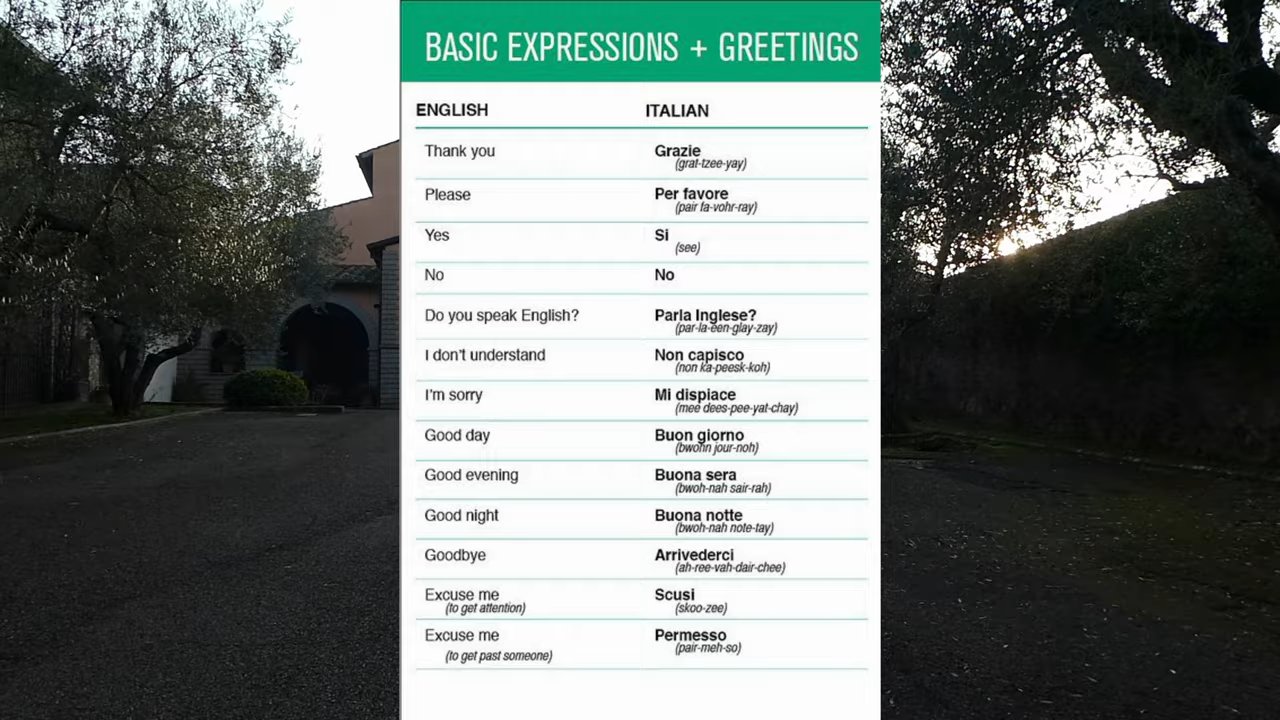 BASIC EXPRESSIONS + GREETINGS
ENGLISH ITALIAN
Thank you Grazie
(grat-tzee-yay)
Please Per favore
(pair fa-vohr-ray)
Yes Si
(see)
No No
Do you speak English? Parla Inglese?
(par-la-een-glay-zay)
I don't understand Non capisco
(non ka-peesk-koh)
I'm sorry Mi dispiace
(mee dees-pee-yat-chay)
Good day Buon giorno
(bwohn jour-noh)
Good evening Buona sera
(bwoh-nah sair-rah)
Good night Buona notte
(bwoh-nah note-tay)
Goodbye Arrivederci
(ah-ree-vah-dair-chee)
Excuse me Scusi
(to get attention) (skoo-zee)
Excuse me Permesso
(pair-meh-so)
(to get past someone)